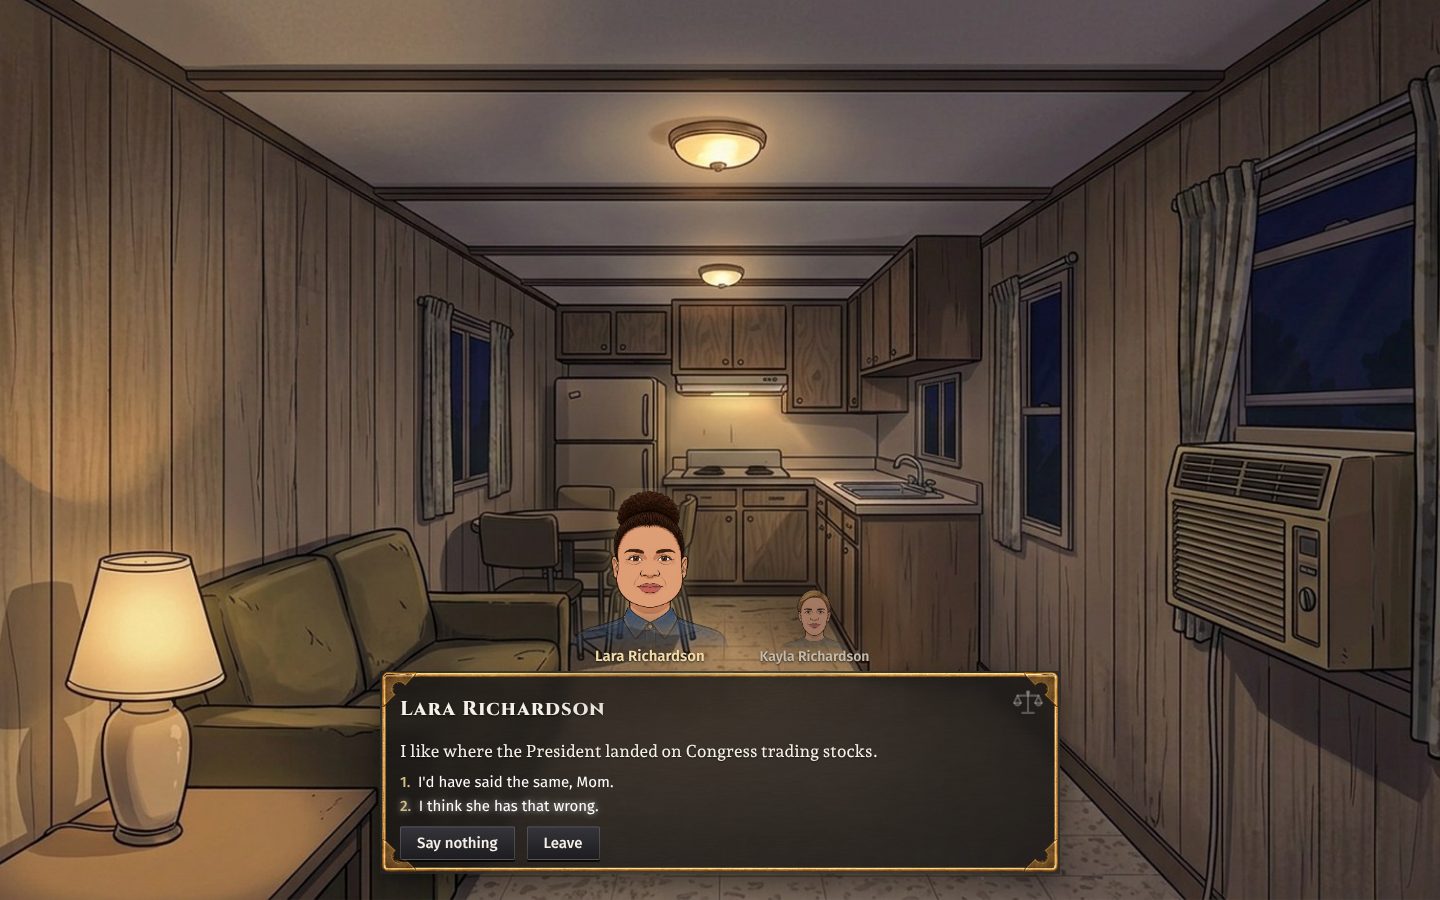 Lara Richardson
Kayla Richardson
LARA RICHARDSON
I like where the President landed on Congress trading stocks.
1. I'd have said the same, Mom.
2. I think she has that wrong.
Say nothing
Leave